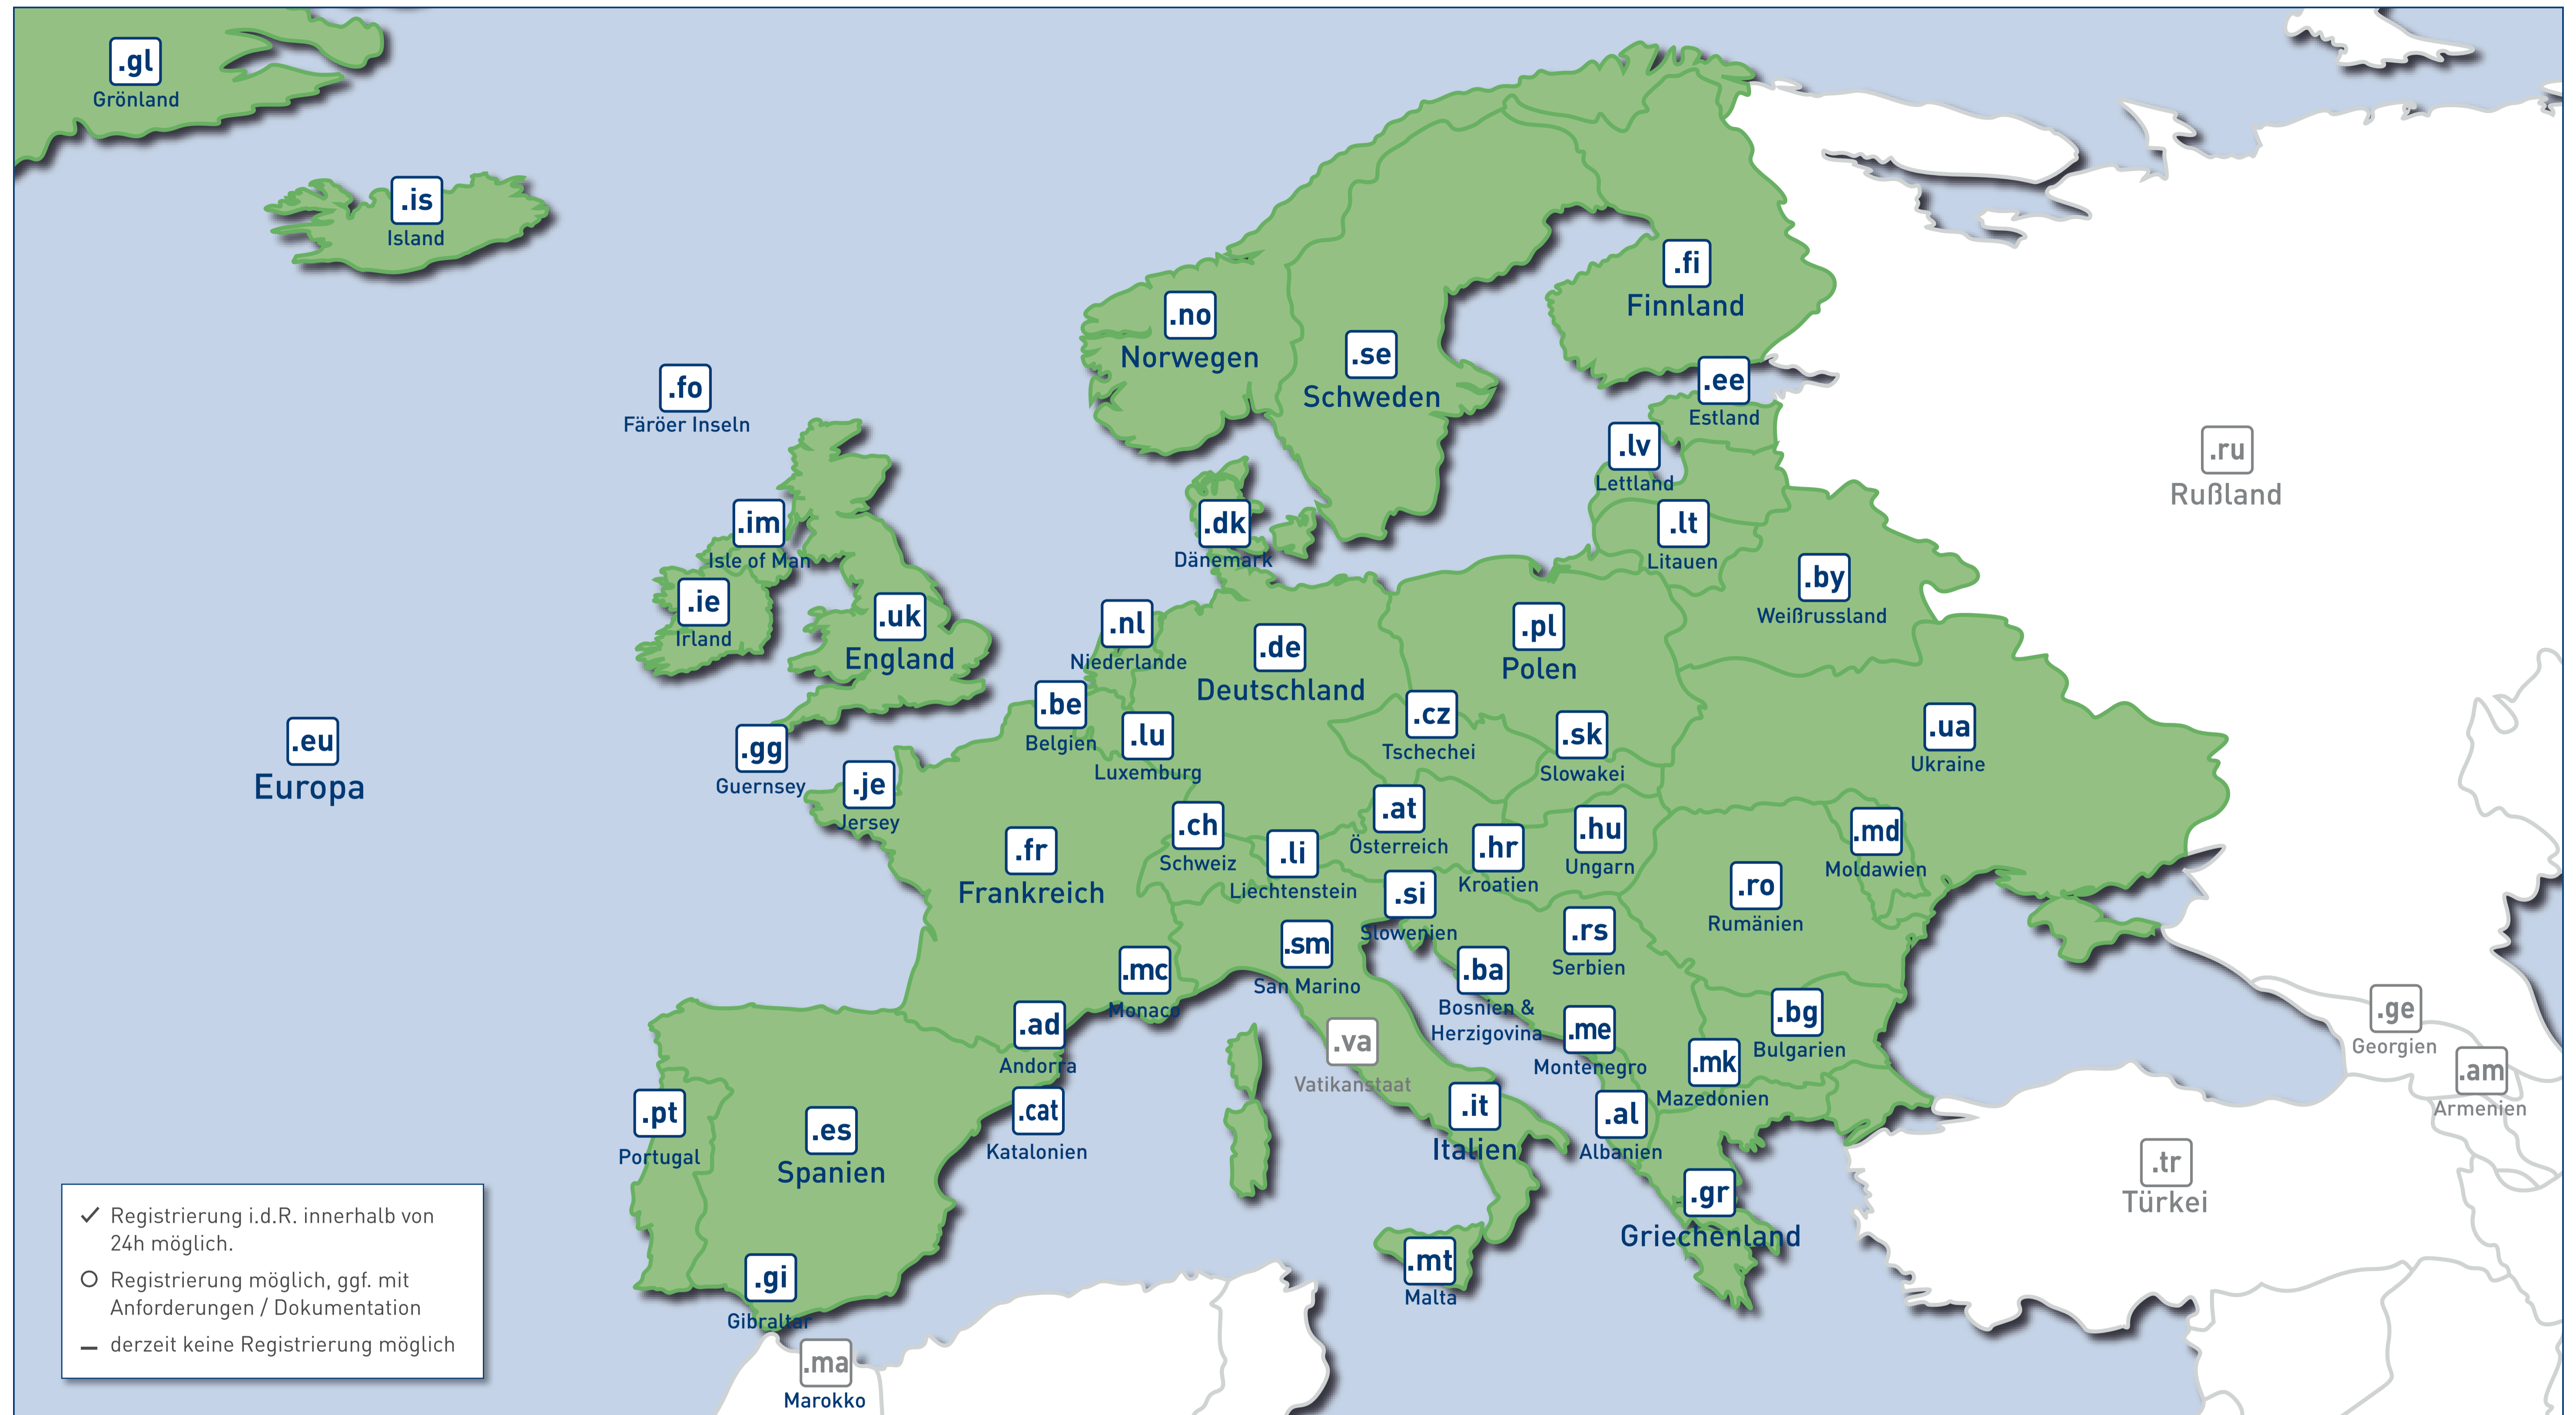 .gl
Grönland
.is
Island
.fi
Finnland
.no
Norwegen
.se
Schweden
.fo
Färöer Inseln
.ee
Estland
.lv
Lettland
.ru
Rußland
.im
Isle of Man
.dk
Dänemark
.lt
Litauen
.by
Weißrussland
.ie
Irland
.uk
England
.nl
Niederlande
.de
Deutschland
.pl
Polen
.eu
Europa
.be
Belgien
.lu
Luxemburg
.cz
Tschechei
.sk
Slowakei
.ua
Ukraine
.gg
Guernsey
.je
Jersey
.fr
Frankreich
.ch
Schweiz
.li
Liechtenstein
.at
Österreich
.hr
Kroatien
.hu
Ungarn
.md
Moldawien
.si
Slowenien
.ro
Rumänien
.sm
San Marino
.rs
Serbien
.mc
Monaco
.ba
Bosnien &
Herzigovina
.ad
Andorra
.va
Vatikanstaat
.me
Montenegro
.bg
Bulgarien
.mk
Mazedonien
.ge
Georgien
.am
Armenien
.pt
Portugal
.es
Spanien
.cat
Katalonien
.it
Italien
.al
Albanien
.tr
Türkei
.gr
Griechenland
.gi
Gibraltar
.mt
Malta
.ma
Marokko
✓ Registrierung i.d.R. innerhalb von
24h möglich.
○ Registrierung möglich, ggf. mit
Anforderungen / Dokumentation
– derzeit keine Registrierung möglich